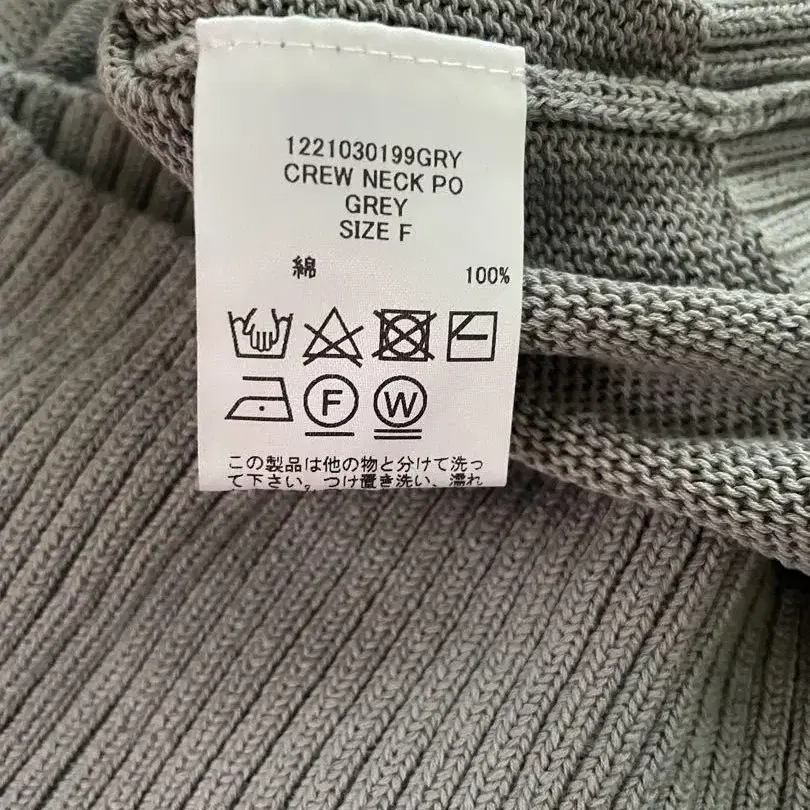 1221030199GRY
CREW NECK PO
GREY
SIZE F
綿 100%
F W
この製品は他の物と分けて洗っ
て下さい。つけ置き洗い、濡れ